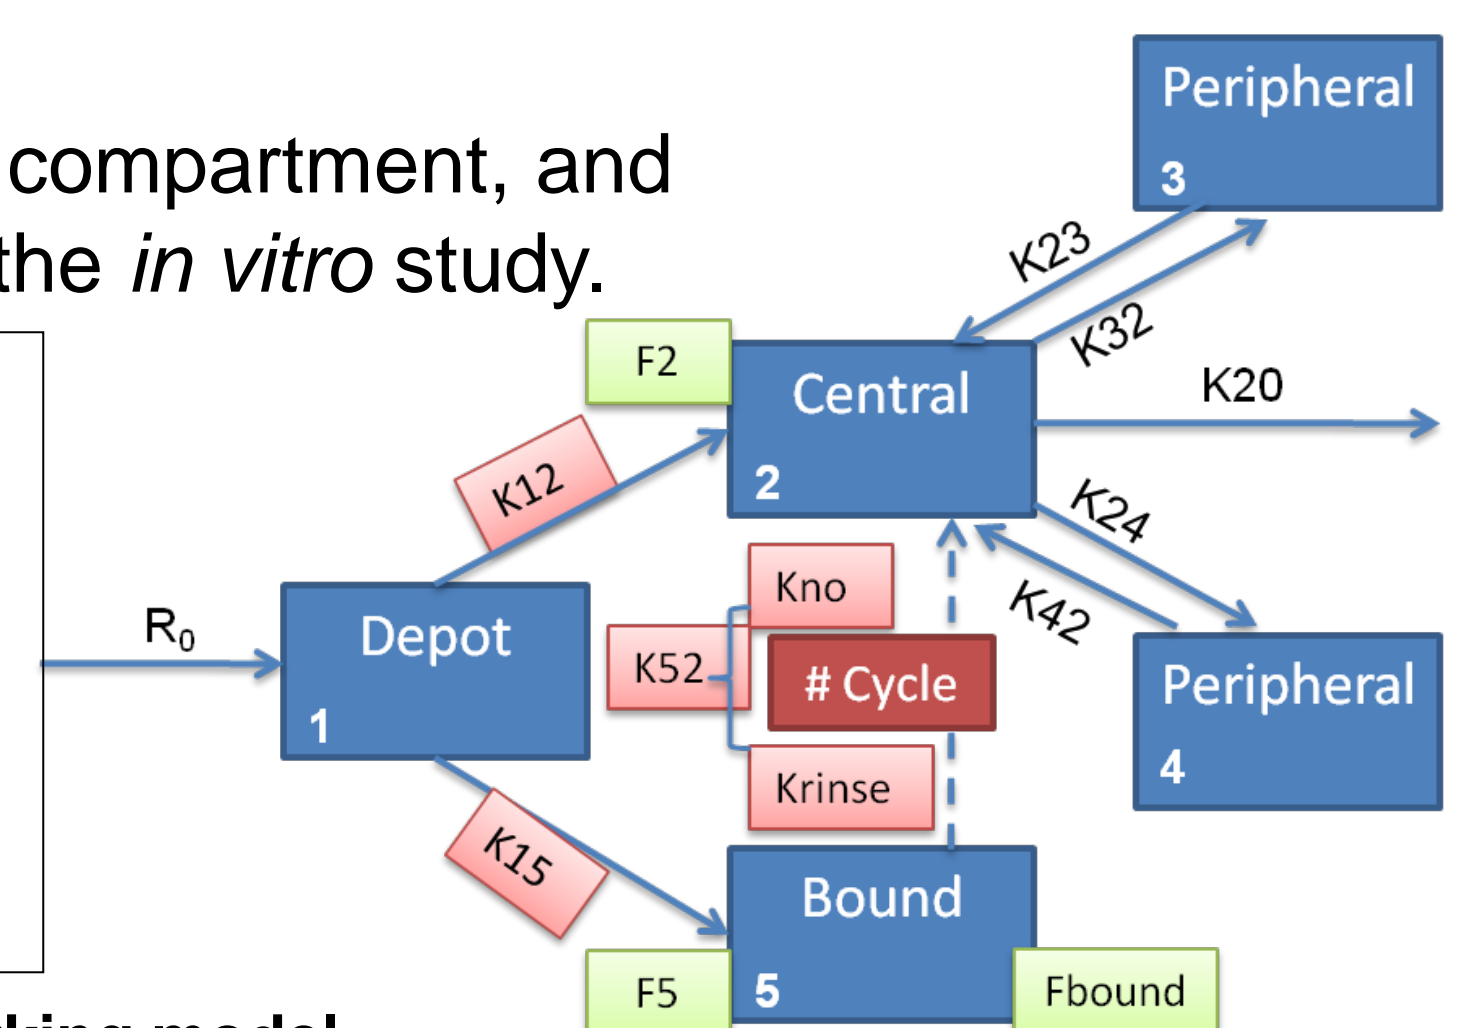 compartment, and
the in vitro study.
Peripheral
3
K23
K32
F2
Central
2
K20
K12
K24
K42
R0
Depot
1
Kno
K52
# Cycle
Krinse
Peripheral
4
K15
Bound
5
F5
Fbound
model